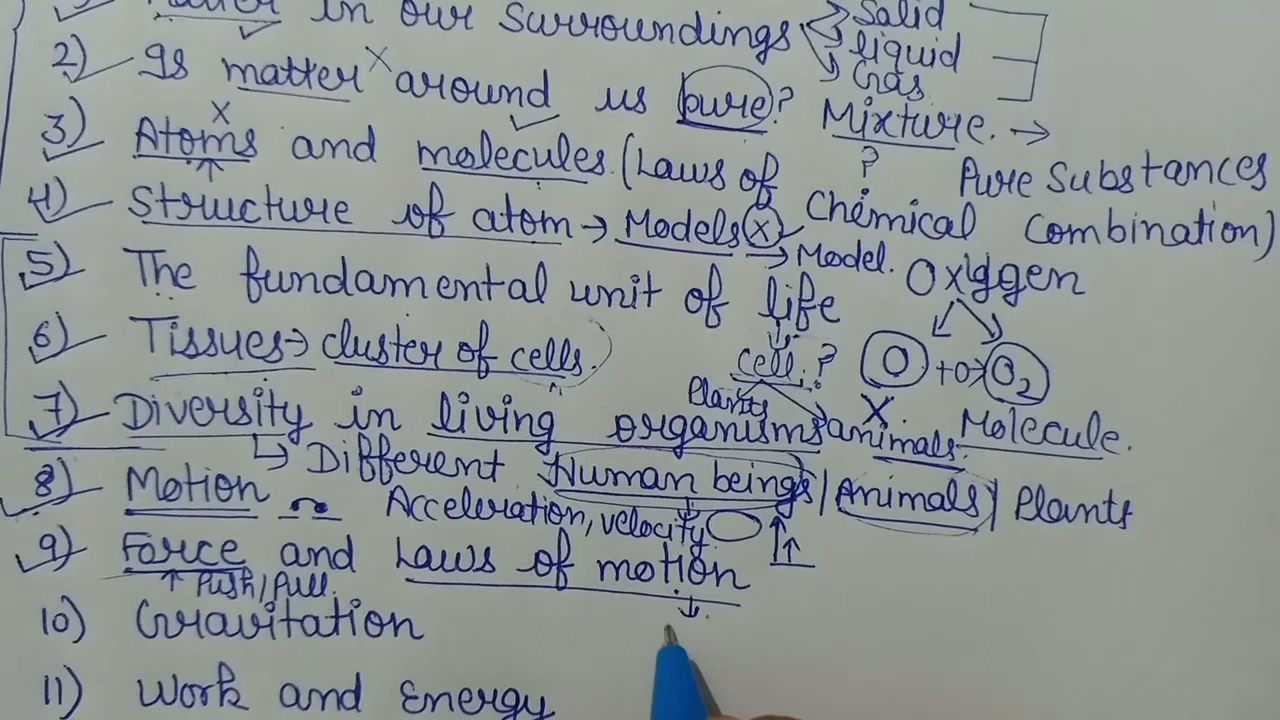 Matter in our surroundings Solid
liquid
Gas
2) Is matter around us pure? Mixture. →
?
Pure Substances
3) Atoms and molecules. (Laws of Chemical Combination)
4) Structure of atom → Models x → Model.
Oxygen
O + O → O2
Molecule.
5) The fundamental unit of life
cell. ?
Plants animals.
6) Tissues → cluster of cells.
7) Diversity in living organisms
Different Human beings / Animals / Plants
8) Motion Acceleration, velocity
9) Force and Laws of motion
↑ Push/Pull.
10) Gravitation
11) Work and Energy